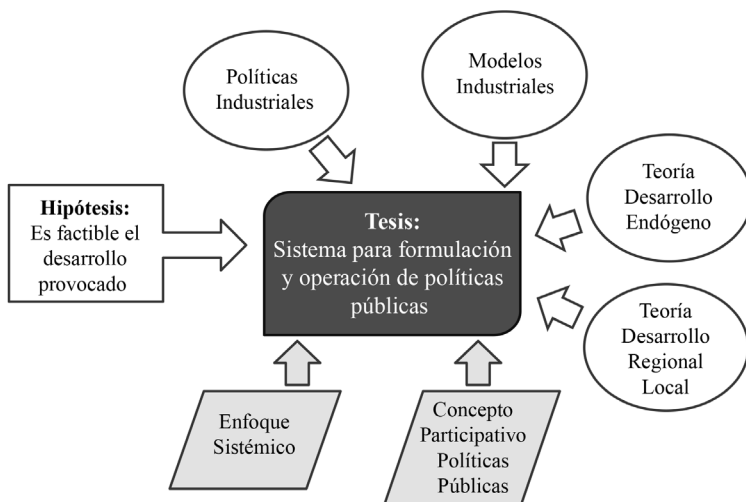 Políticas
Industriales
Modelos
Industriales
Hipótesis:
Es factible el
desarrollo
provocado
Tesis:
Sistema para formulación
y operación de políticas
públicas
Teoría
Desarrollo
Endógeno
Teoría
Desarrollo
Regional
Local
Enfoque
Sistémico
Concepto
Participativo
Políticas
Públicas